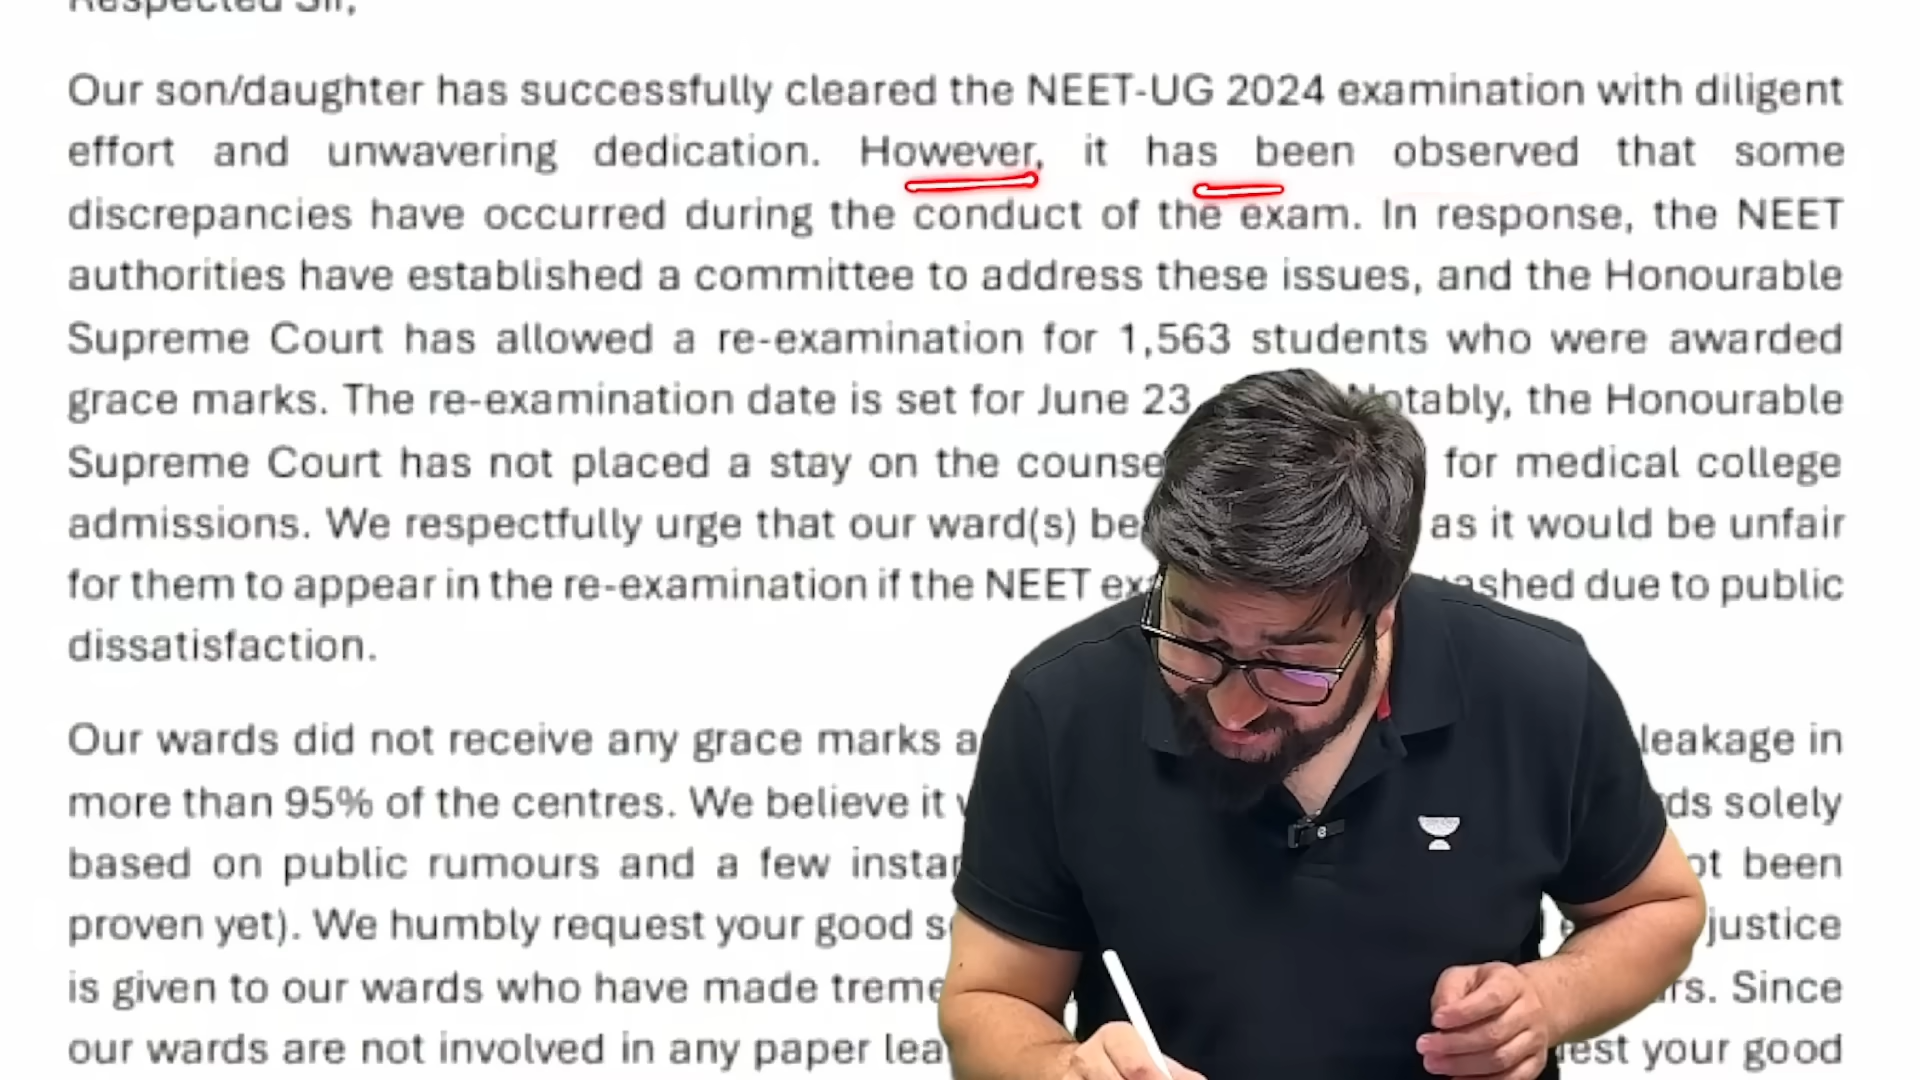 Respected Sir,
Our son/daughter has successfully cleared the NEET-UG 2024 examination with diligent
effort and unwavering dedication. However, it has been observed that some
discrepancies have occurred during the conduct of the exam. In response, the NEET
authorities have established a committee to address these issues, and the Honourable
Supreme Court has allowed a re-examination for 1,563 students who were awarded
grace marks. The re-examination date is set for June 23, Notably, the Honourable
Supreme Court has not placed a stay on the for medical college
admissions. We respectfully urge that our ward(s) as it would be unfair
for them to appear in the re-examination if the NEET due to public
dissatisfaction.
Our wards did not receive any grace marks leakage in
more than 95% of the centres. We believe it solely
based on public rumours and a few been
proven yet). We humbly request your good justice
is given to our wards who have made Since
our wards are not involved in any paper your good